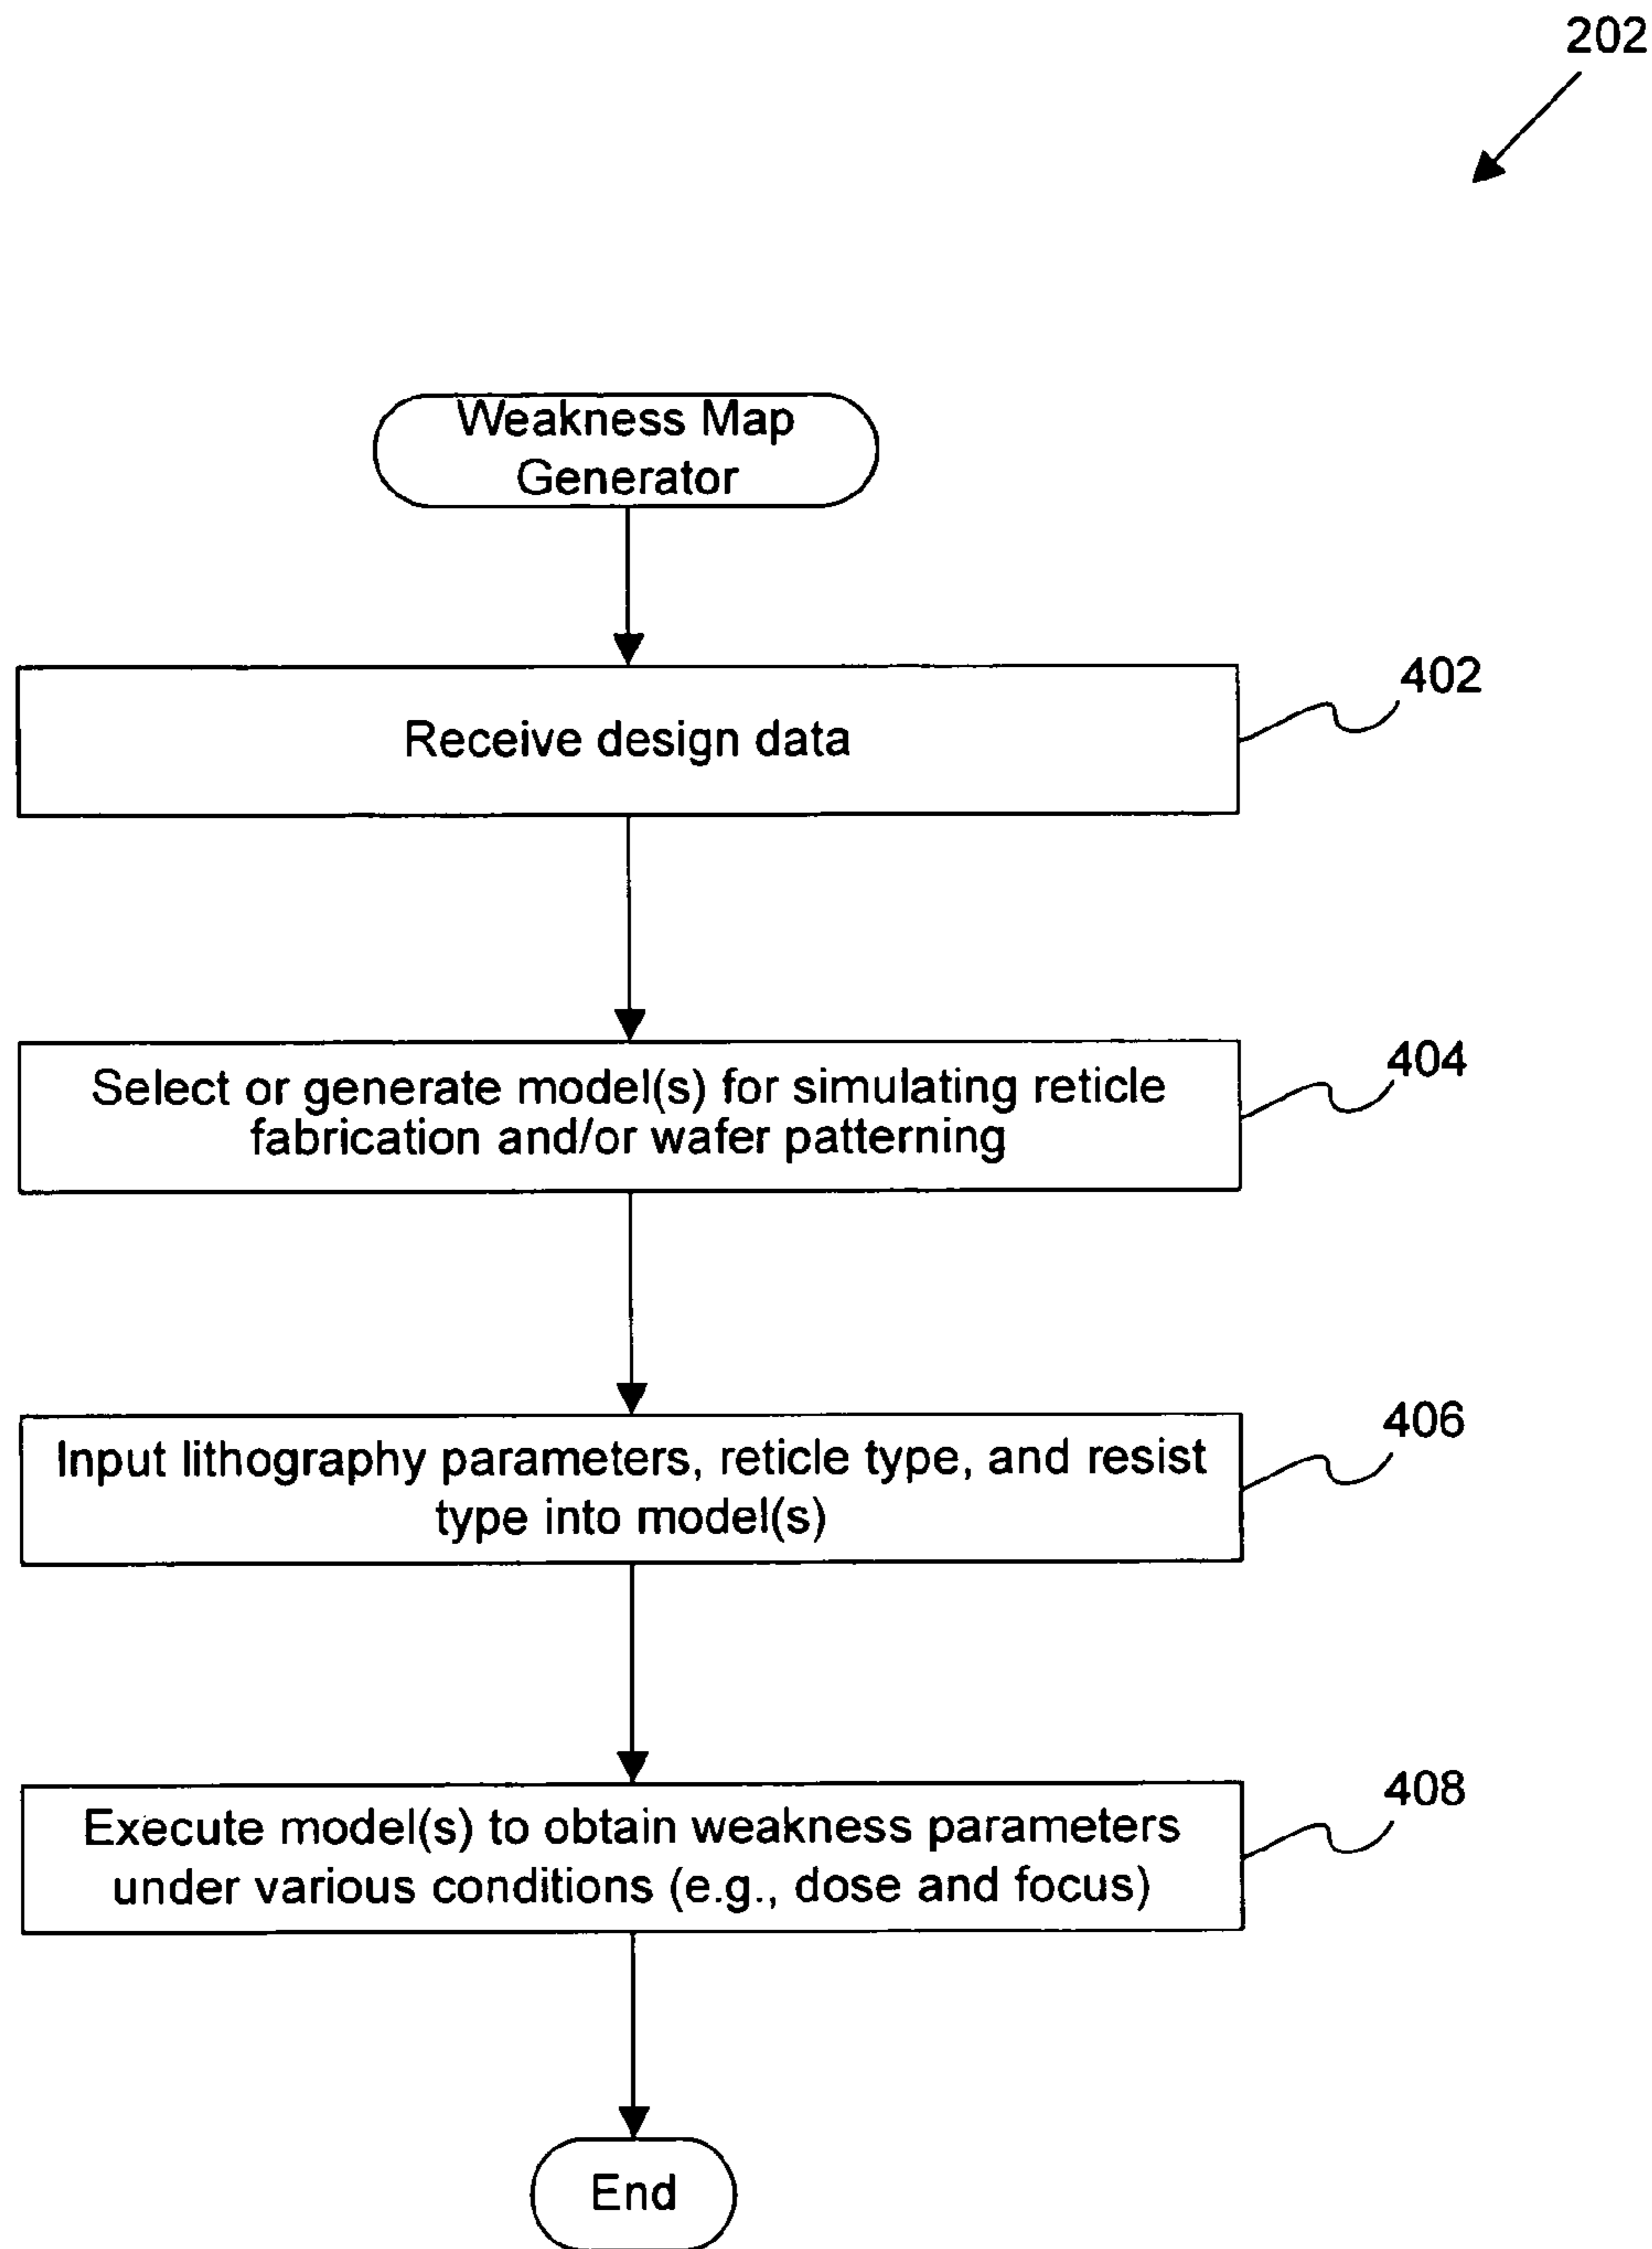 202
Weakness Map
Generator
402
Receive design data
404
Select or generate model(s) for simulating reticle
fabrication and/or wafer patterning
406
Input lithography parameters, reticle type, and resist
type into model(s)
408
Execute model(s) to obtain weakness parameters
under various conditions (e.g., dose and focus)
End